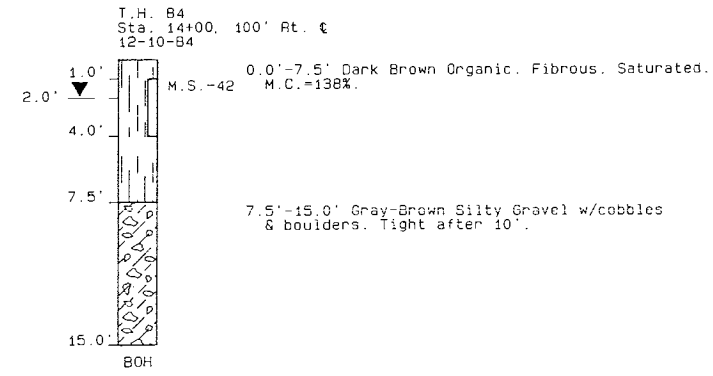 T.H. 84
Sta. 14+00, 100' Rt. ℄
12-10-84
1.0'
0.0'-7.5' Dark Brown Organic. Fibrous. Saturated.
M.S.-42
M.C.=138%.
2.0'
4.0'
7.5'
7.5'-15.0' Gray-Brown Silty Gravel w/cobbles
& boulders. Tight after 10'.
15.0'
BOH